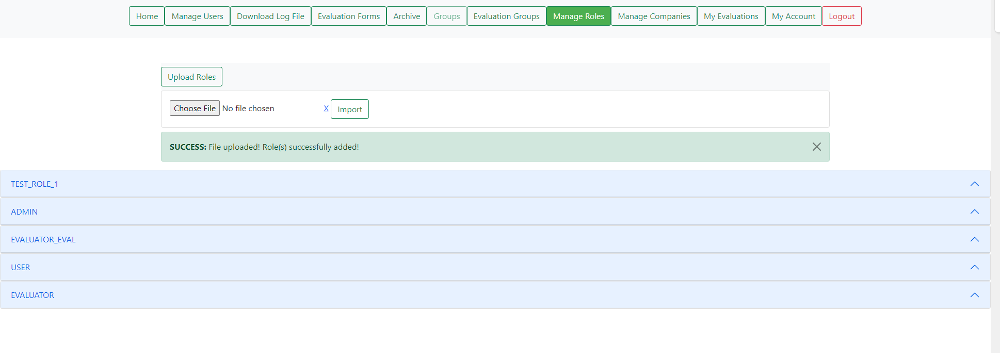 Home Manage Users Download Log File Evaluation Forms Archive Groups Evaluation Groups Manage Roles Manage Companies My Evaluations My Account Logout
Upload Roles
Choose File No file chosen X Import
SUCCESS: File uploaded! Role(s) successfully added!
TEST_ROLE_1
ADMIN
EVALUATOR_EVAL
USER
EVALUATOR